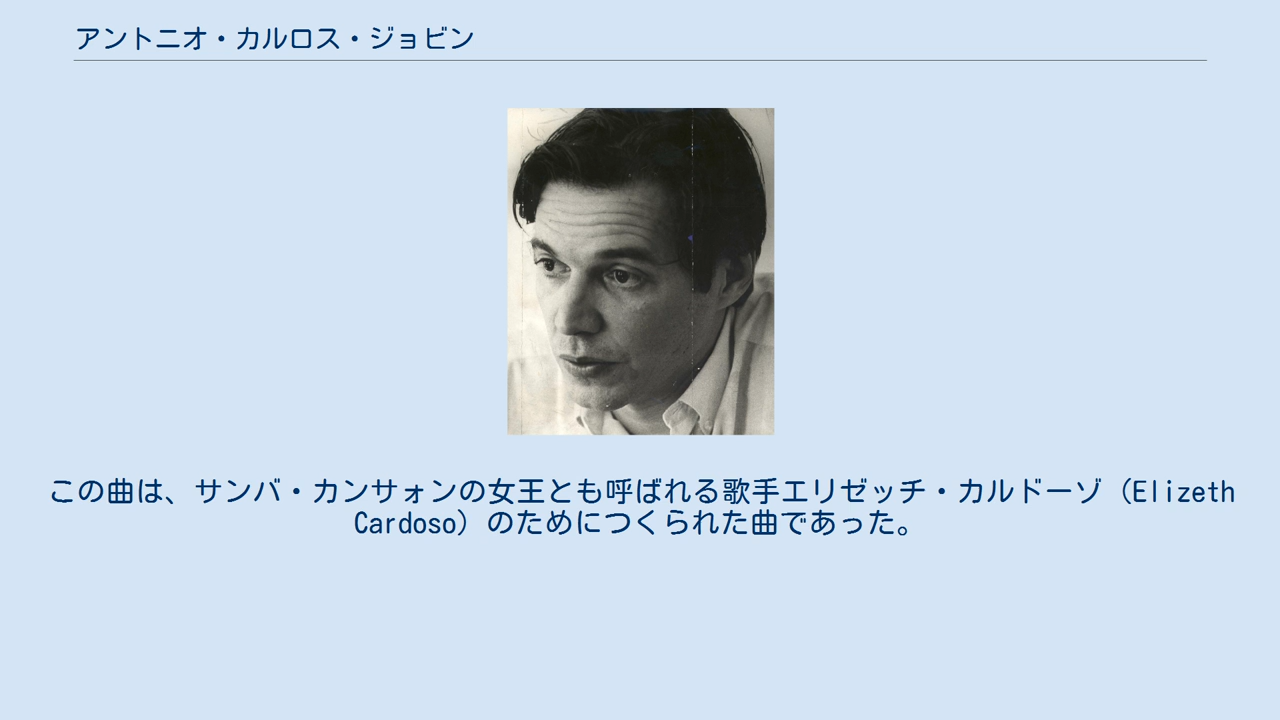 アントニオ・カルロス・ジョビン
この曲は、サンバ・カンサォンの女王とも呼ばれる歌手エリゼッチ・カルドーゾ（Elizeth
Cardoso）のためにつくられた曲であった。